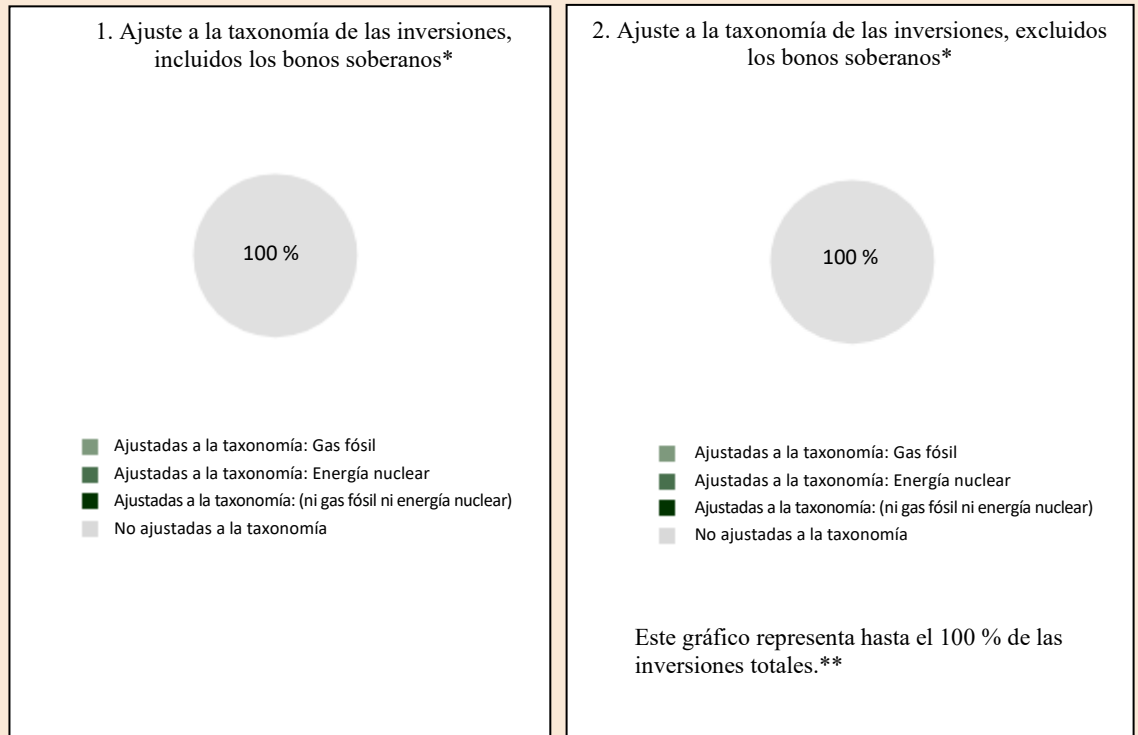 1. Ajuste a la taxonomía de las inversiones,
incluidos los bonos soberanos*
100 %
Ajustadas a la taxonomía: Gas fósil
Ajustadas a la taxonomía: Energía nuclear
Ajustadas a la taxonomía: (ni gas fósil ni energía nuclear)
No ajustadas a la taxonomía
2. Ajuste a la taxonomía de las inversiones, excluidos
los bonos soberanos*
100 %
Ajustadas a la taxonomía: Gas fósil
Ajustadas a la taxonomía: Energía nuclear
Ajustadas a la taxonomía: (ni gas fósil ni energía nuclear)
No ajustadas a la taxonomía
Este gráfico representa hasta el 100 % de las
inversiones totales.**